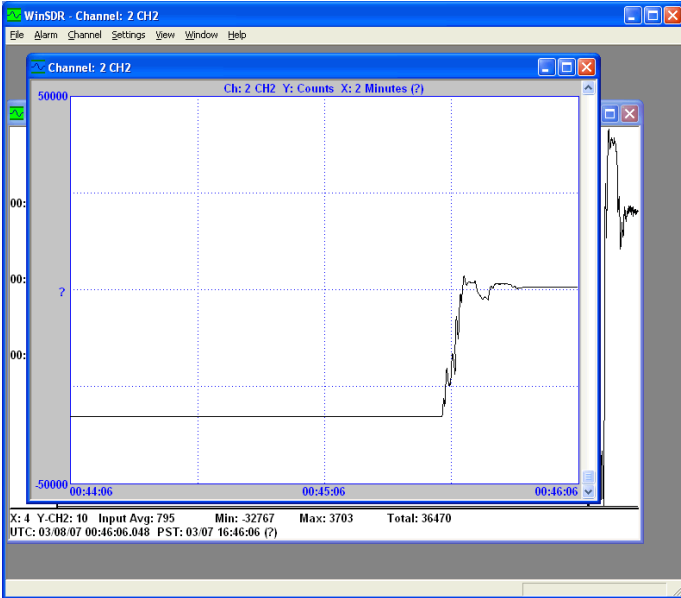 WinSDR - Channel: 2 CH2
File Alarm Channel Settings View Window Help
Channel: 2 CH2
Ch: 2 CH2 Y: Counts X: 2 Minutes (?)
50000
00:
00:
?
00:
-50000
00:44:06 00:45:06 00:46:06
X: 4 Y-CH2: 10 Input Avg: 795 Min: -32767 Max: 3703 Total: 36470
UTC: 03/08/07 00:46:06.048 PST: 03/07 16:46:06 (?)